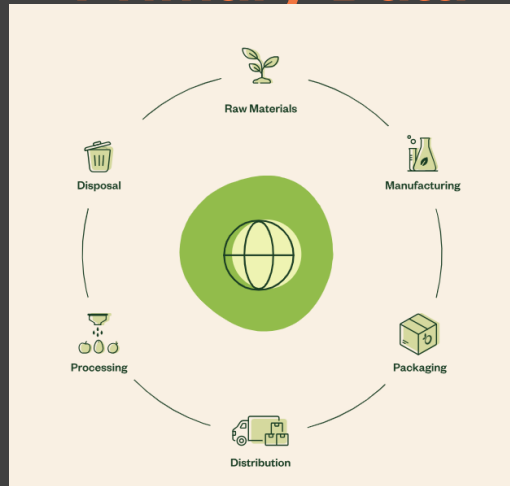 Raw Materials
Manufacturing
Packaging
Distribution
Processing
Disposal